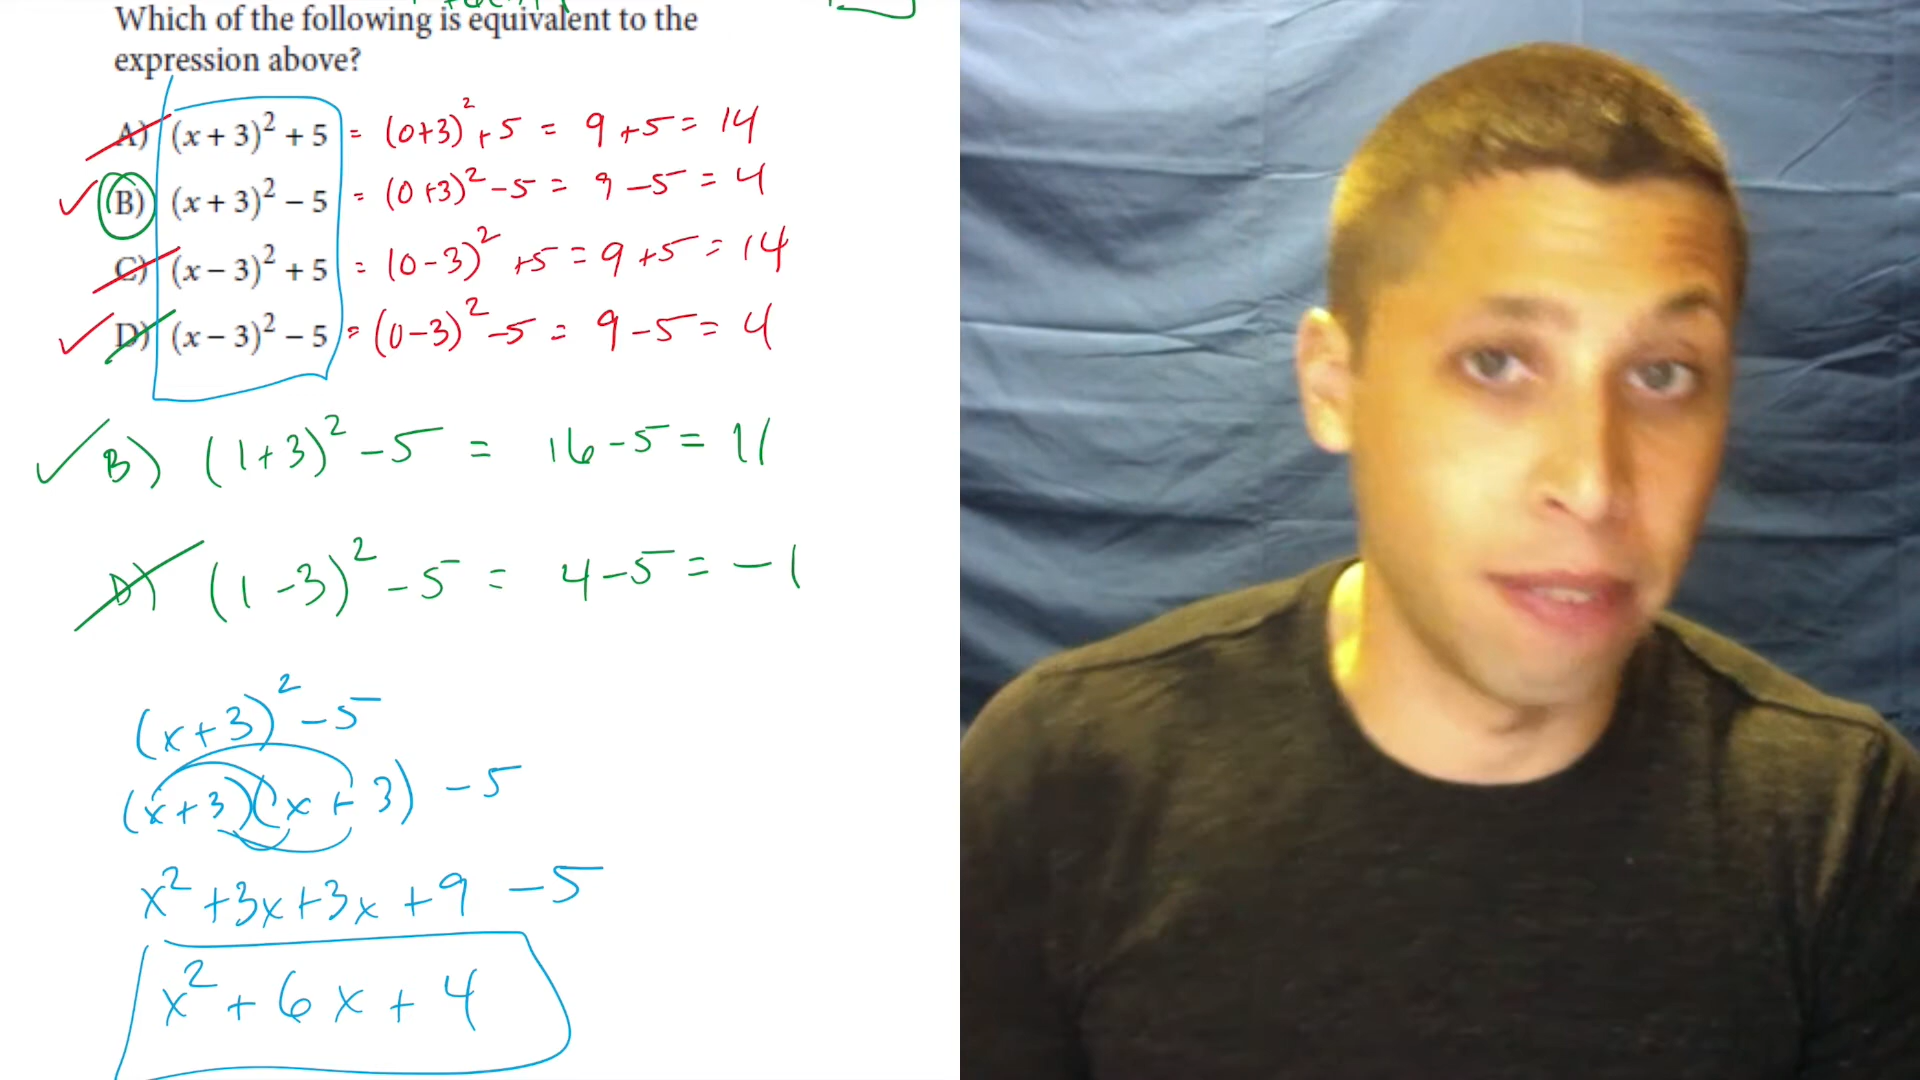 Which of the following is equivalent to the
expression above?
A) (x + 3)² + 5 = (0+3)² + 5 = 9 + 5 = 14
B) (x + 3)² – 5 = (0+3)² – 5 = 9 – 5 = 4
C) (x – 3)² + 5 = (0–3)² + 5 = 9 + 5 = 14
D) (x – 3)² – 5 = (0–3)² – 5 = 9 – 5 = 4
B) (1+3)² – 5 = 16 – 5 = 11
D) (1–3)² – 5 = 4 – 5 = –1
(x+3)² – 5
(x+3)(x+3) – 5
x² + 3x + 3x + 9 – 5
x² + 6x + 4